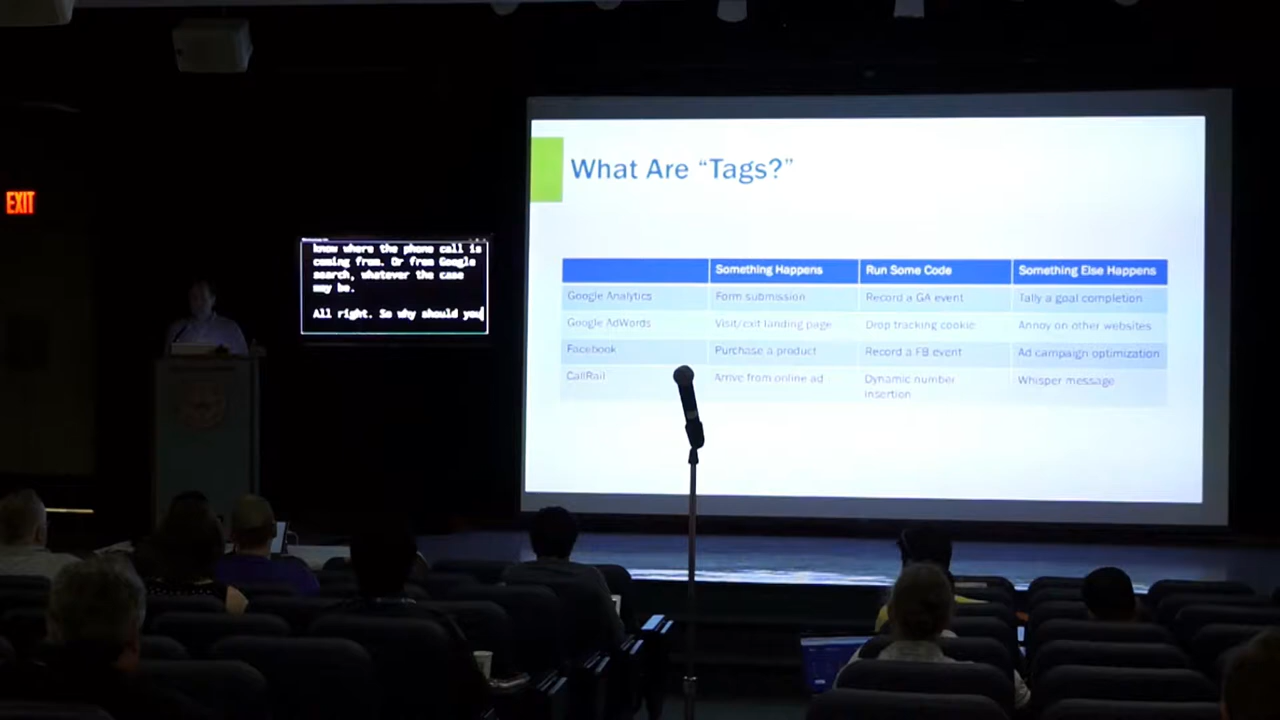 EXIT
know where the phone call is
coming from. Or from Google
search, whatever the case
may be.
All right. So why should you
What Are “Tags?”
Something Happens Run Some Code Something Else Happens
Google Analytics Form submission Record a GA event Tally a goal completion
Google AdWords Visit/exit landing page Drop tracking cookie Annoy on other websites
Facebook Purchase a product Record a FB event Ad campaign optimization
CallRail Arrive from online ad Dynamic number insertion Whisper message